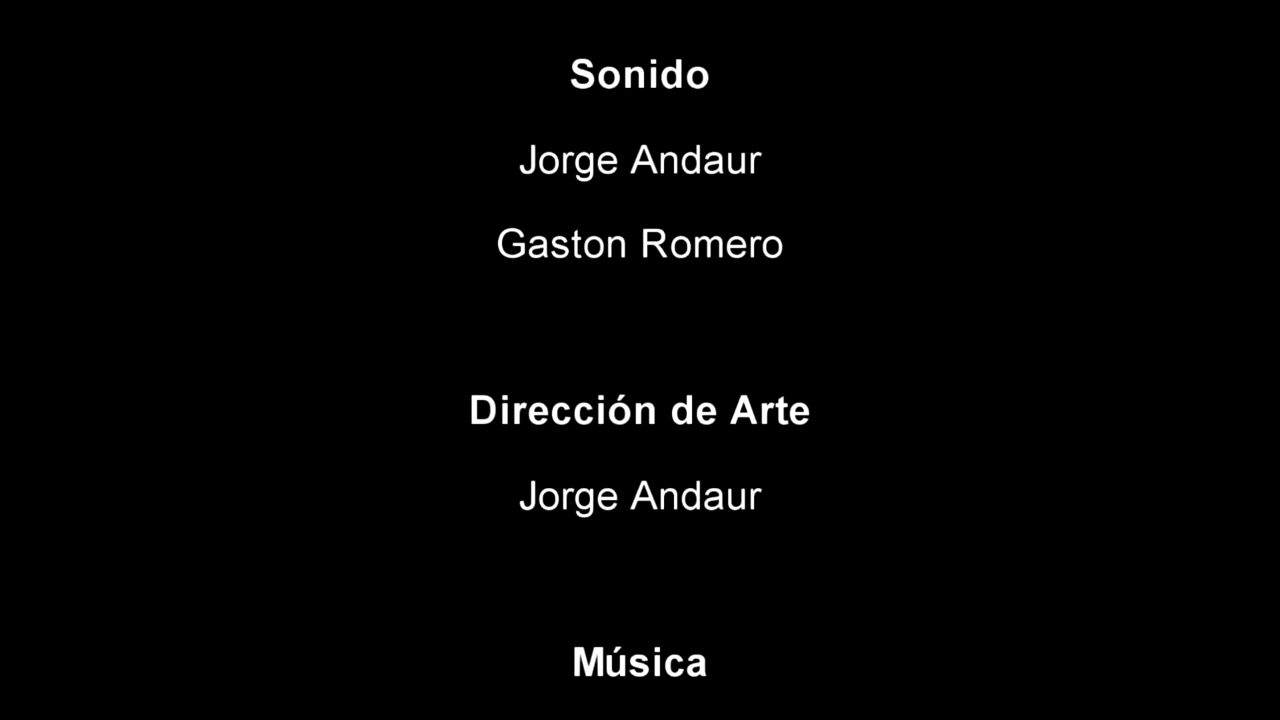 Sonido
Jorge Andaur
Gaston Romero
Dirección de Arte
Jorge Andaur
Música